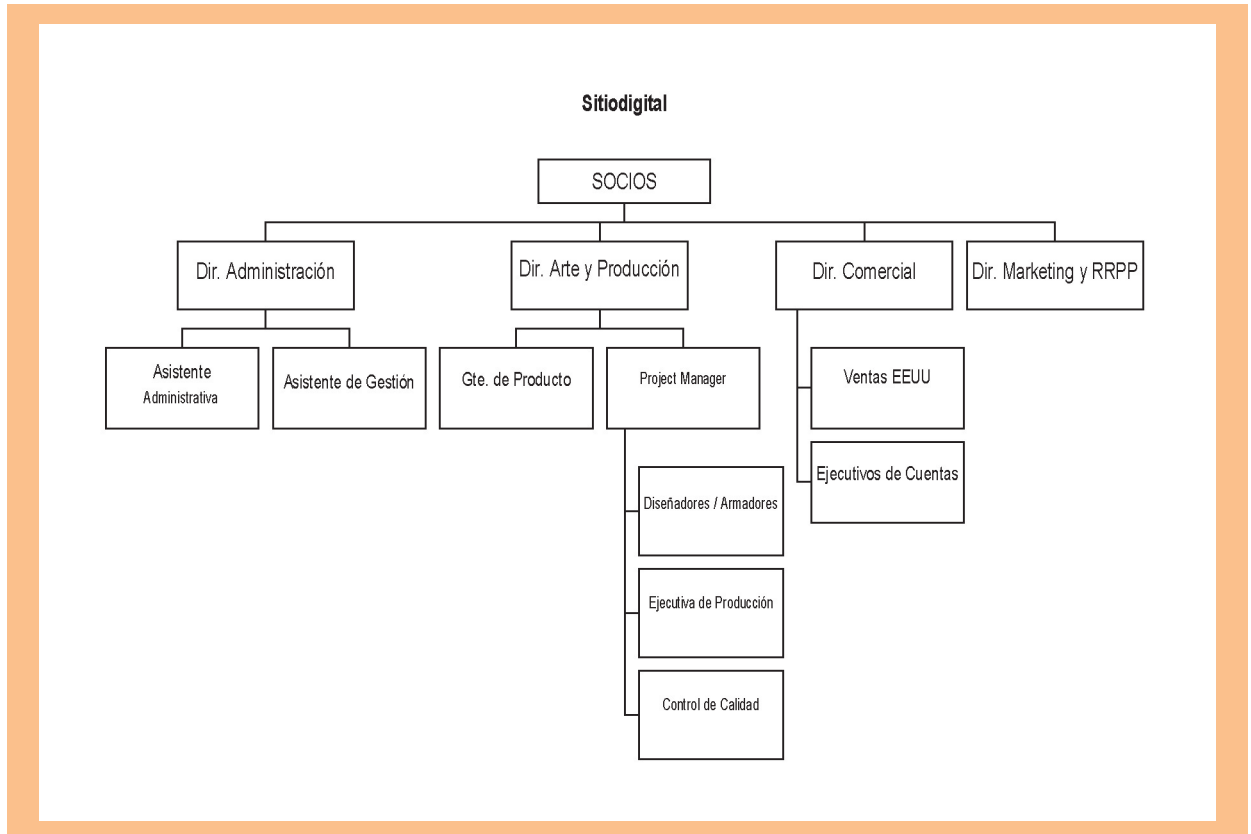 Sitiodigital
SOCIOS
Dir. Administración
Dir. Arte y Producción
Dir. Comercial
Dir. Marketing y RRPP
Asistente
Administrativa
Asistente de Gestión
Gte. de Producto
Project Manager
Ventas EEUU
Ejecutivos de Cuentas
Diseñadores / Armadores
Ejecutiva de Producción
Control de Calidad